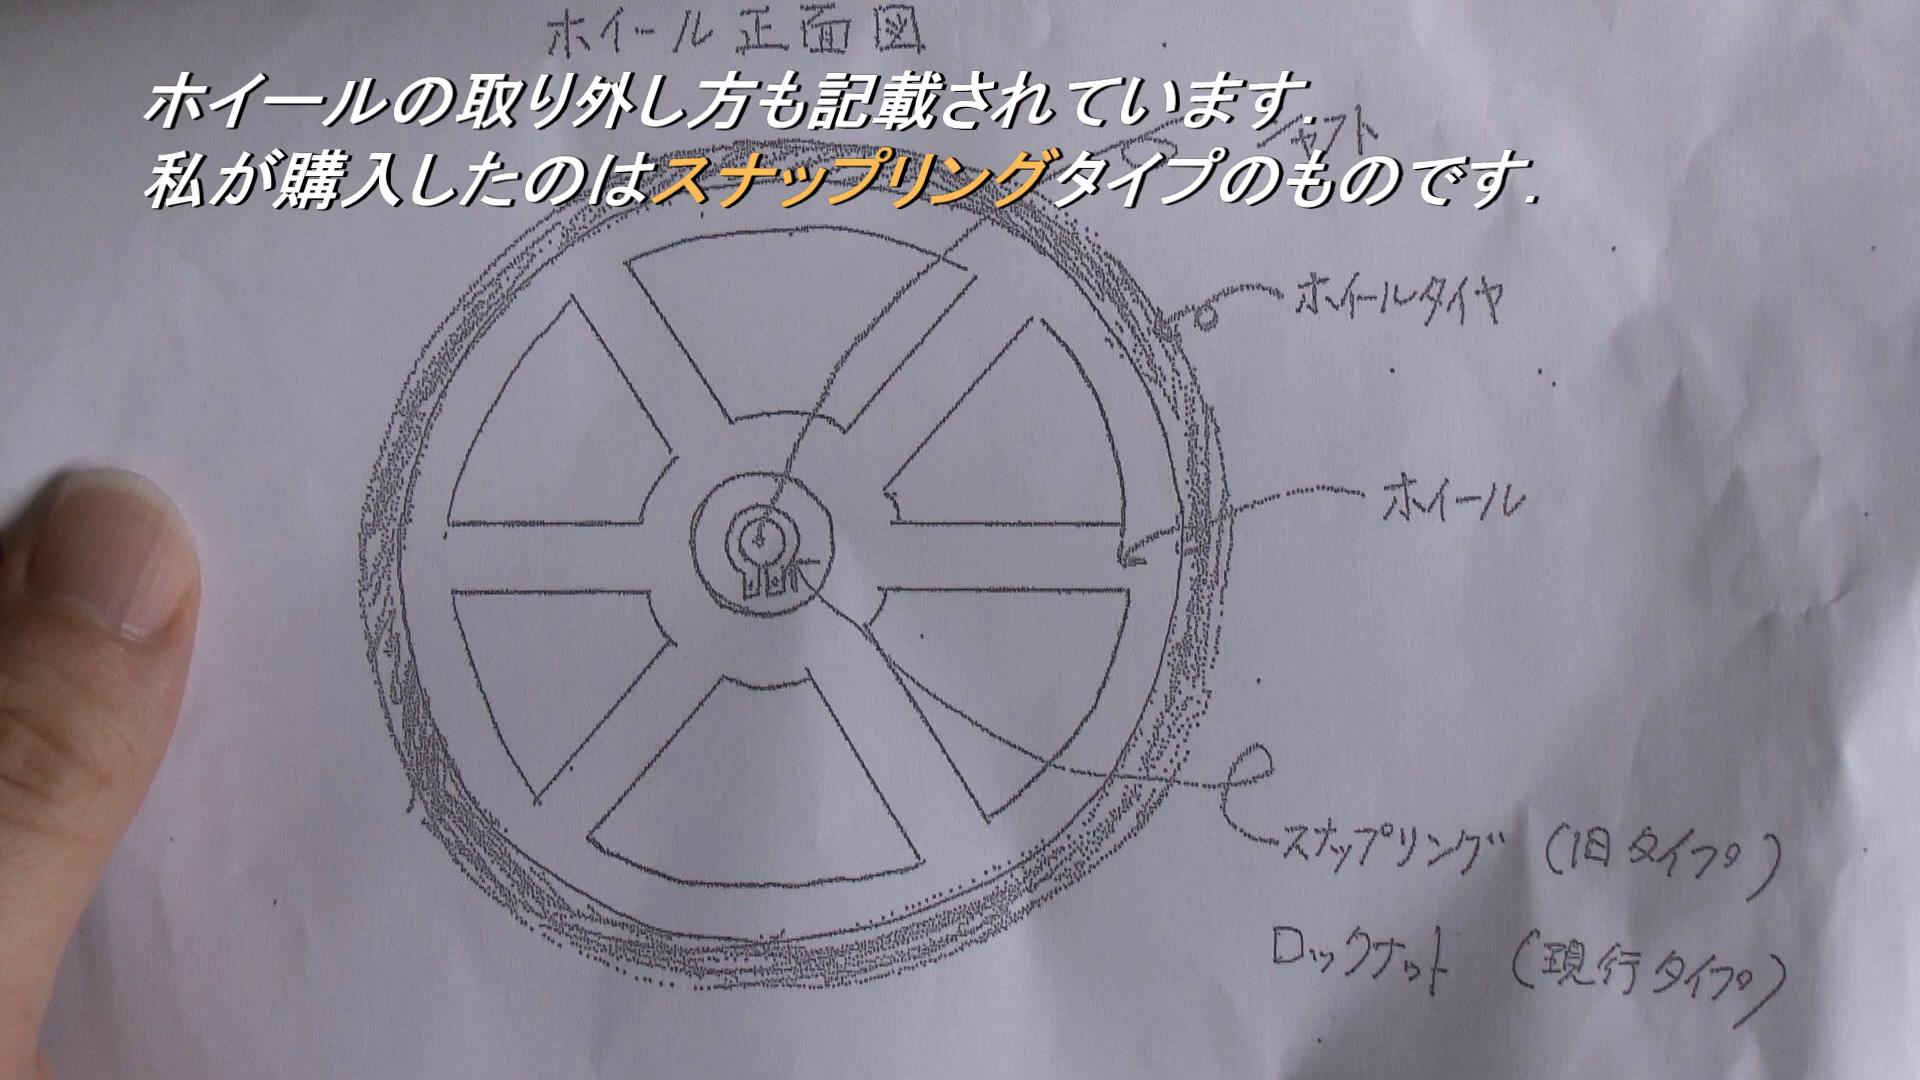 ホイール正面図
ホイールの取り外し方も記載されています.
シャフト
私が購入したのはスナップリングタイプのものです.
ホイールタイヤ
ホイール
スナップリング (旧タイプ)
ロックナット (現行タイプ)